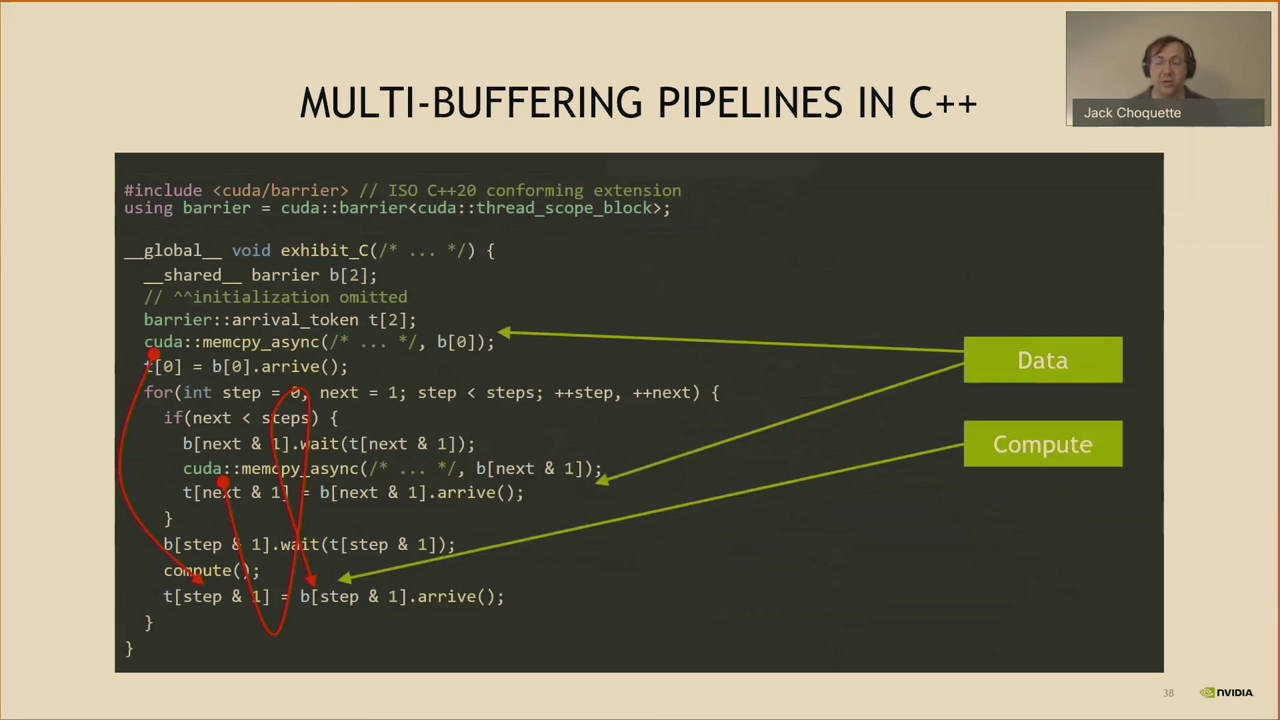 Jack Choquette
MULTI-BUFFERING PIPELINES IN C++
#include <cuda/barrier> // ISO C++20 conforming extension
using barrier = cuda::barrier<cuda::thread_scope_block>;
__global__ void exhibit_C(/* ... */) {
__shared__ barrier b[2];
// ^^initialization omitted
barrier::arrival_token t[2];
cuda::memcpy_async(/* ... */, b[0]);
t[0] = b[0].arrive();
for(int step = 0, next = 1; step < steps; ++step, ++next) {
if(next < steps) {
b[next & 1].wait(t[next & 1]);
cuda::memcpy_async(/* ... */, b[next & 1]);
t[next & 1] = b[next & 1].arrive();
}
b[step & 1].wait(t[step & 1]);
compute();
t[step & 1] = b[step & 1].arrive();
}
}
Data
Compute
38
NVIDIA.